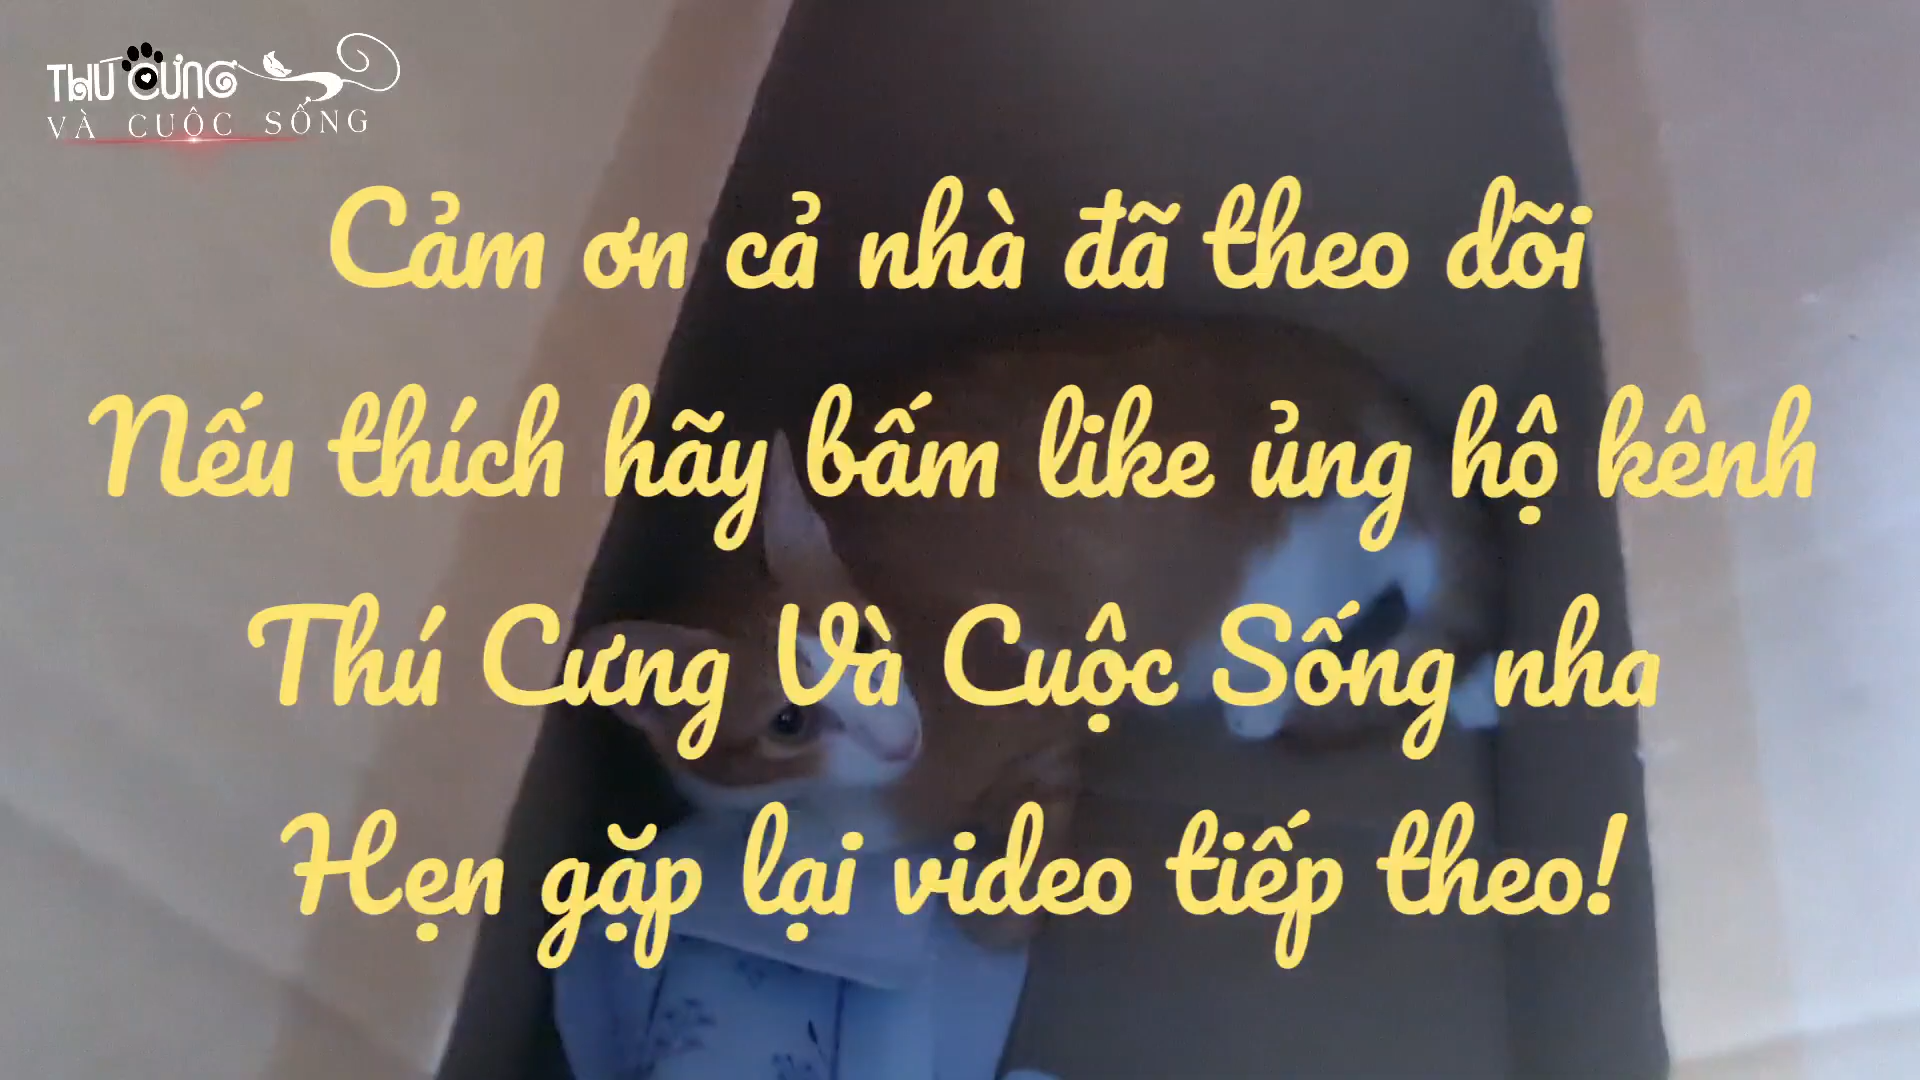 THÚ CƯNG
VÀ CUỘC SỐNG
Cảm ơn cả nhà đã theo dõi
Nếu thích hãy bấm like ủng hộ kênh
Thú Cưng Và Cuộc Sống nha
Hẹn gặp lại video tiếp theo!